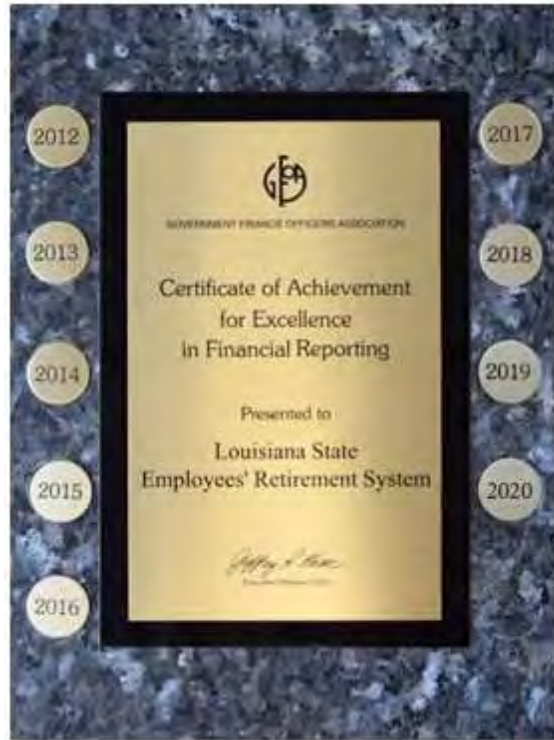 2012
2013
2014
2015
2016
GFOA
GOVERNMENT FINANCE OFFICERS ASSOCIATION
Certificate of Achievement
for Excellence
in Financial Reporting
Presented to
Louisiana State
Employees' Retirement System
2017
2018
2019
2020